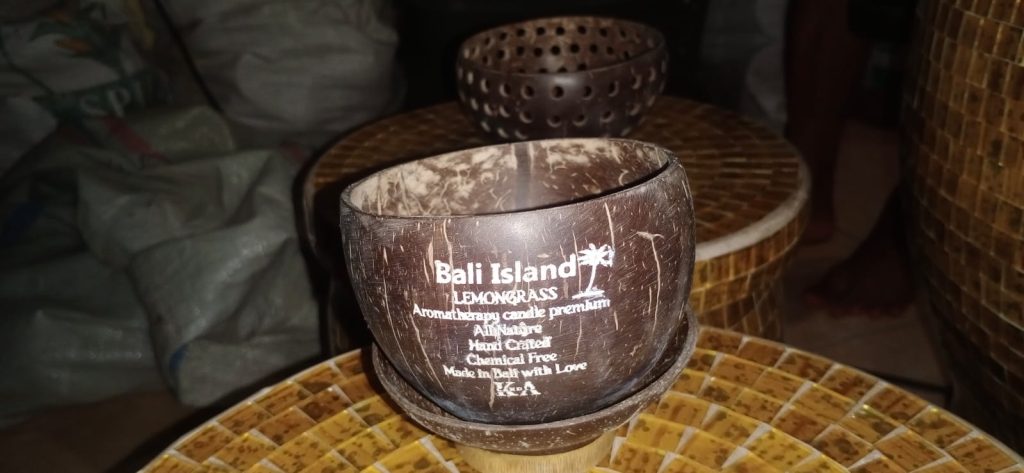 Bali Island
LEMONGRASS
Aromatherapy candle premium
All Nature
Hand Crafted
Chemical Free
Made in Bali with Love